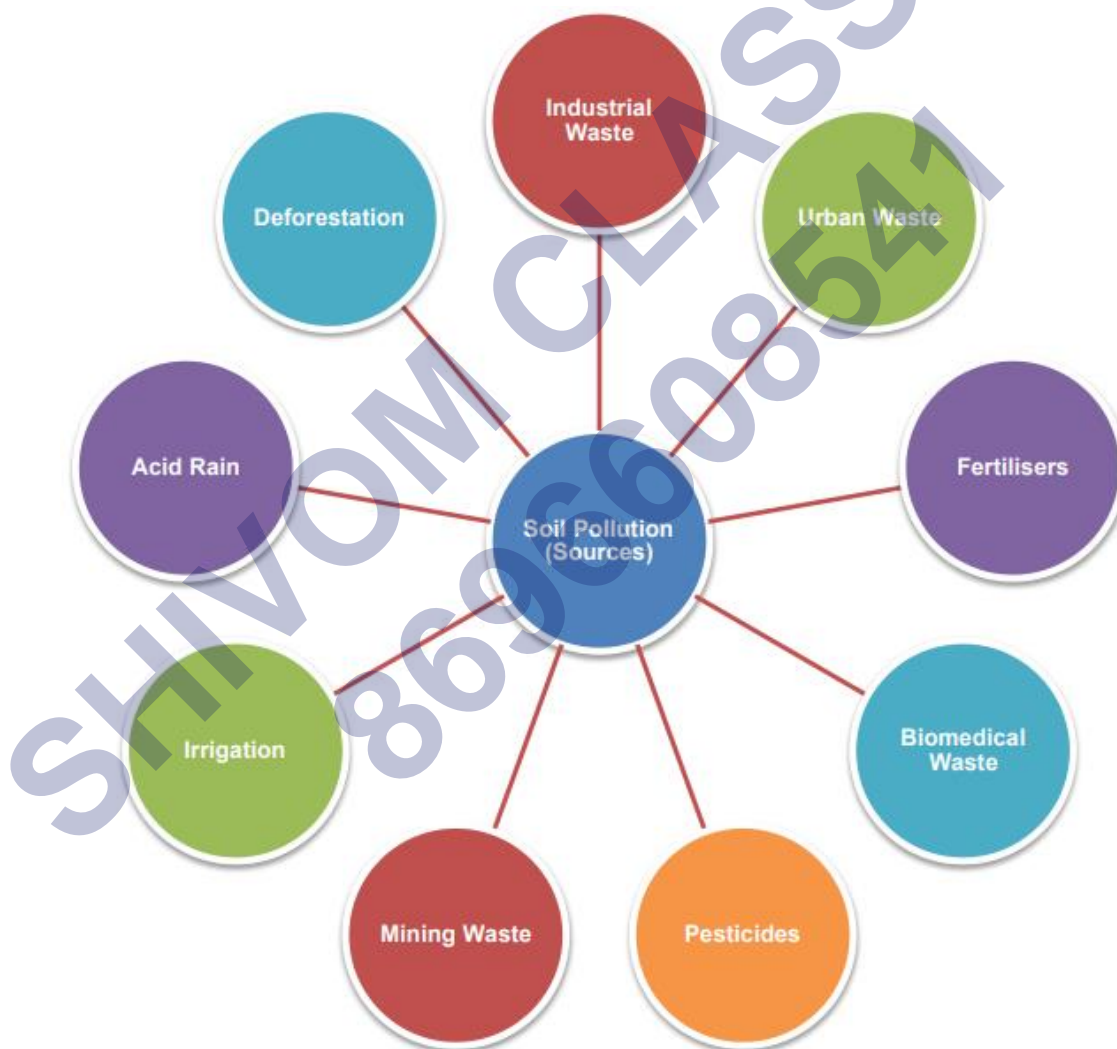 Industrial
Waste
Urban Waste
Fertilisers
Biomedical
Waste
Pesticides
Mining Waste
Irrigation
Acid Rain
Deforestation
Soil Pollution
(Sources)
SHIVOM CLASS
8696608541